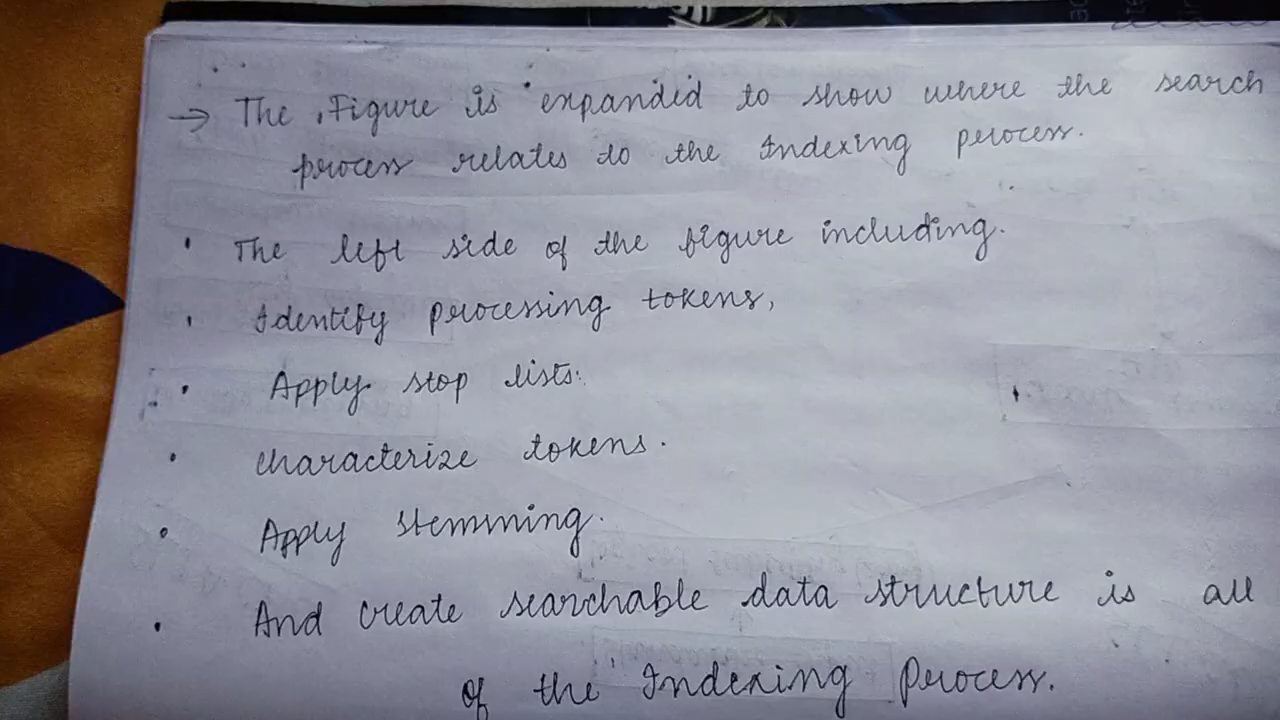 → The Figure is expanded to show where the search
process relates to the Indexing process.
• The left side of the figure including.
• Identify processing tokens,
• Apply stop lists.
• characterize tokens.
• Apply stemming.
• And create searchable data structure is all
of the Indexing Process.